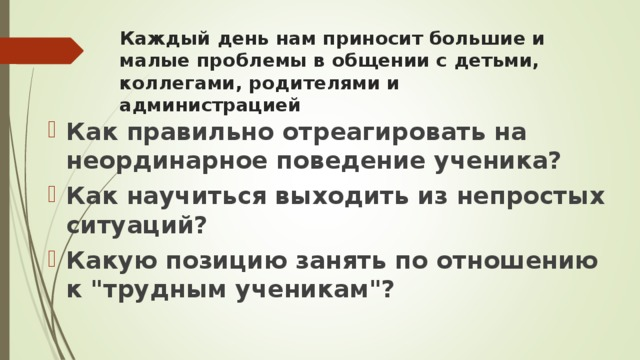 Каждый день нам приносит большие и
малые проблемы в общении с детьми,
коллегами, родителями и
администрацией
Как правильно отреагировать на
неординарное поведение ученика?
Как научиться выходить из непростых
ситуаций?
Какую позицию занять по отношению
к "трудным ученикам"?